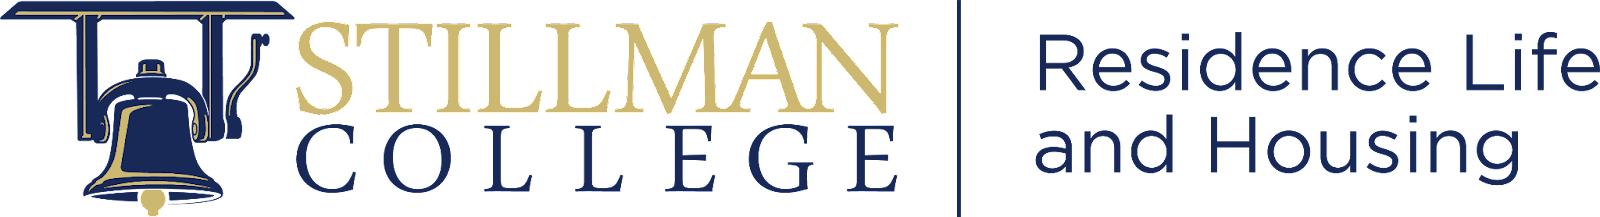 STILLMAN
COLLEGE
Residence Life
and Housing